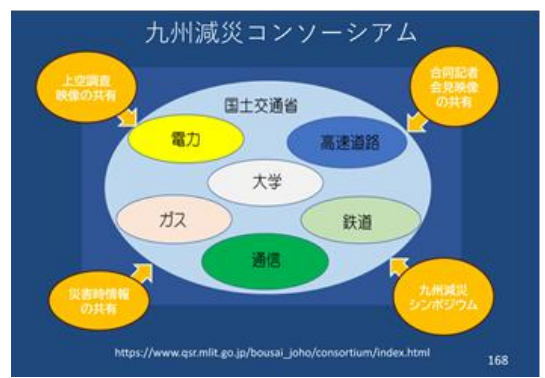 九州減災コンソーシアム
上空調査
映像の共有
合同記者
会見映像
の共有
国土交通省
電力
高速道路
大学
ガス
鉄道
通信
災害時情報
の共有
九州減災
シンポジウム
https://www.qsr.mlit.go.jp/bousai_joho/consortium/index.html
168